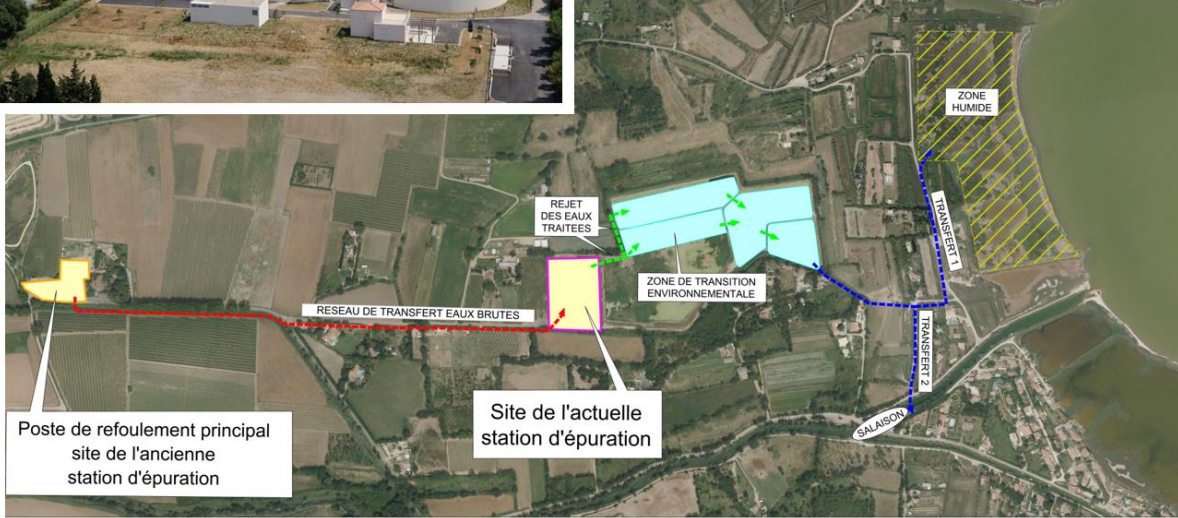 ZONE
HUMIDE
REJET
DES EAUX
TRAITEES
TRANSFERT 1
ZONE DE TRANSITION
ENVIRONNEMENTALE
RESEAU DE TRANSFERT EAUX BRUTES
TRANSFERT 2
Poste de refoulement principal
site de l'ancienne
station d'épuration
Site de l'actuelle
station d'épuration
SALAISON